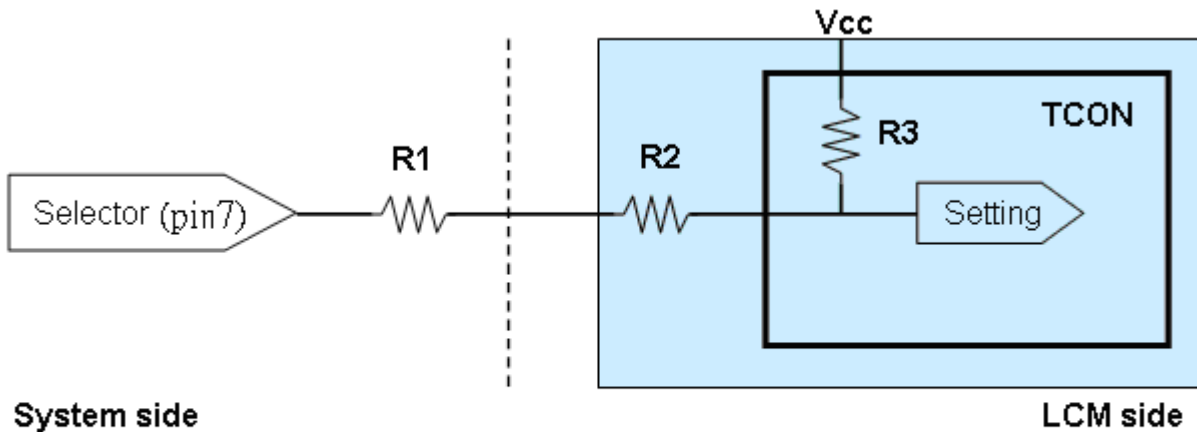 Vcc
TCON
R3
R1
R2
Selector (pin7)
Setting
System side
LCM side